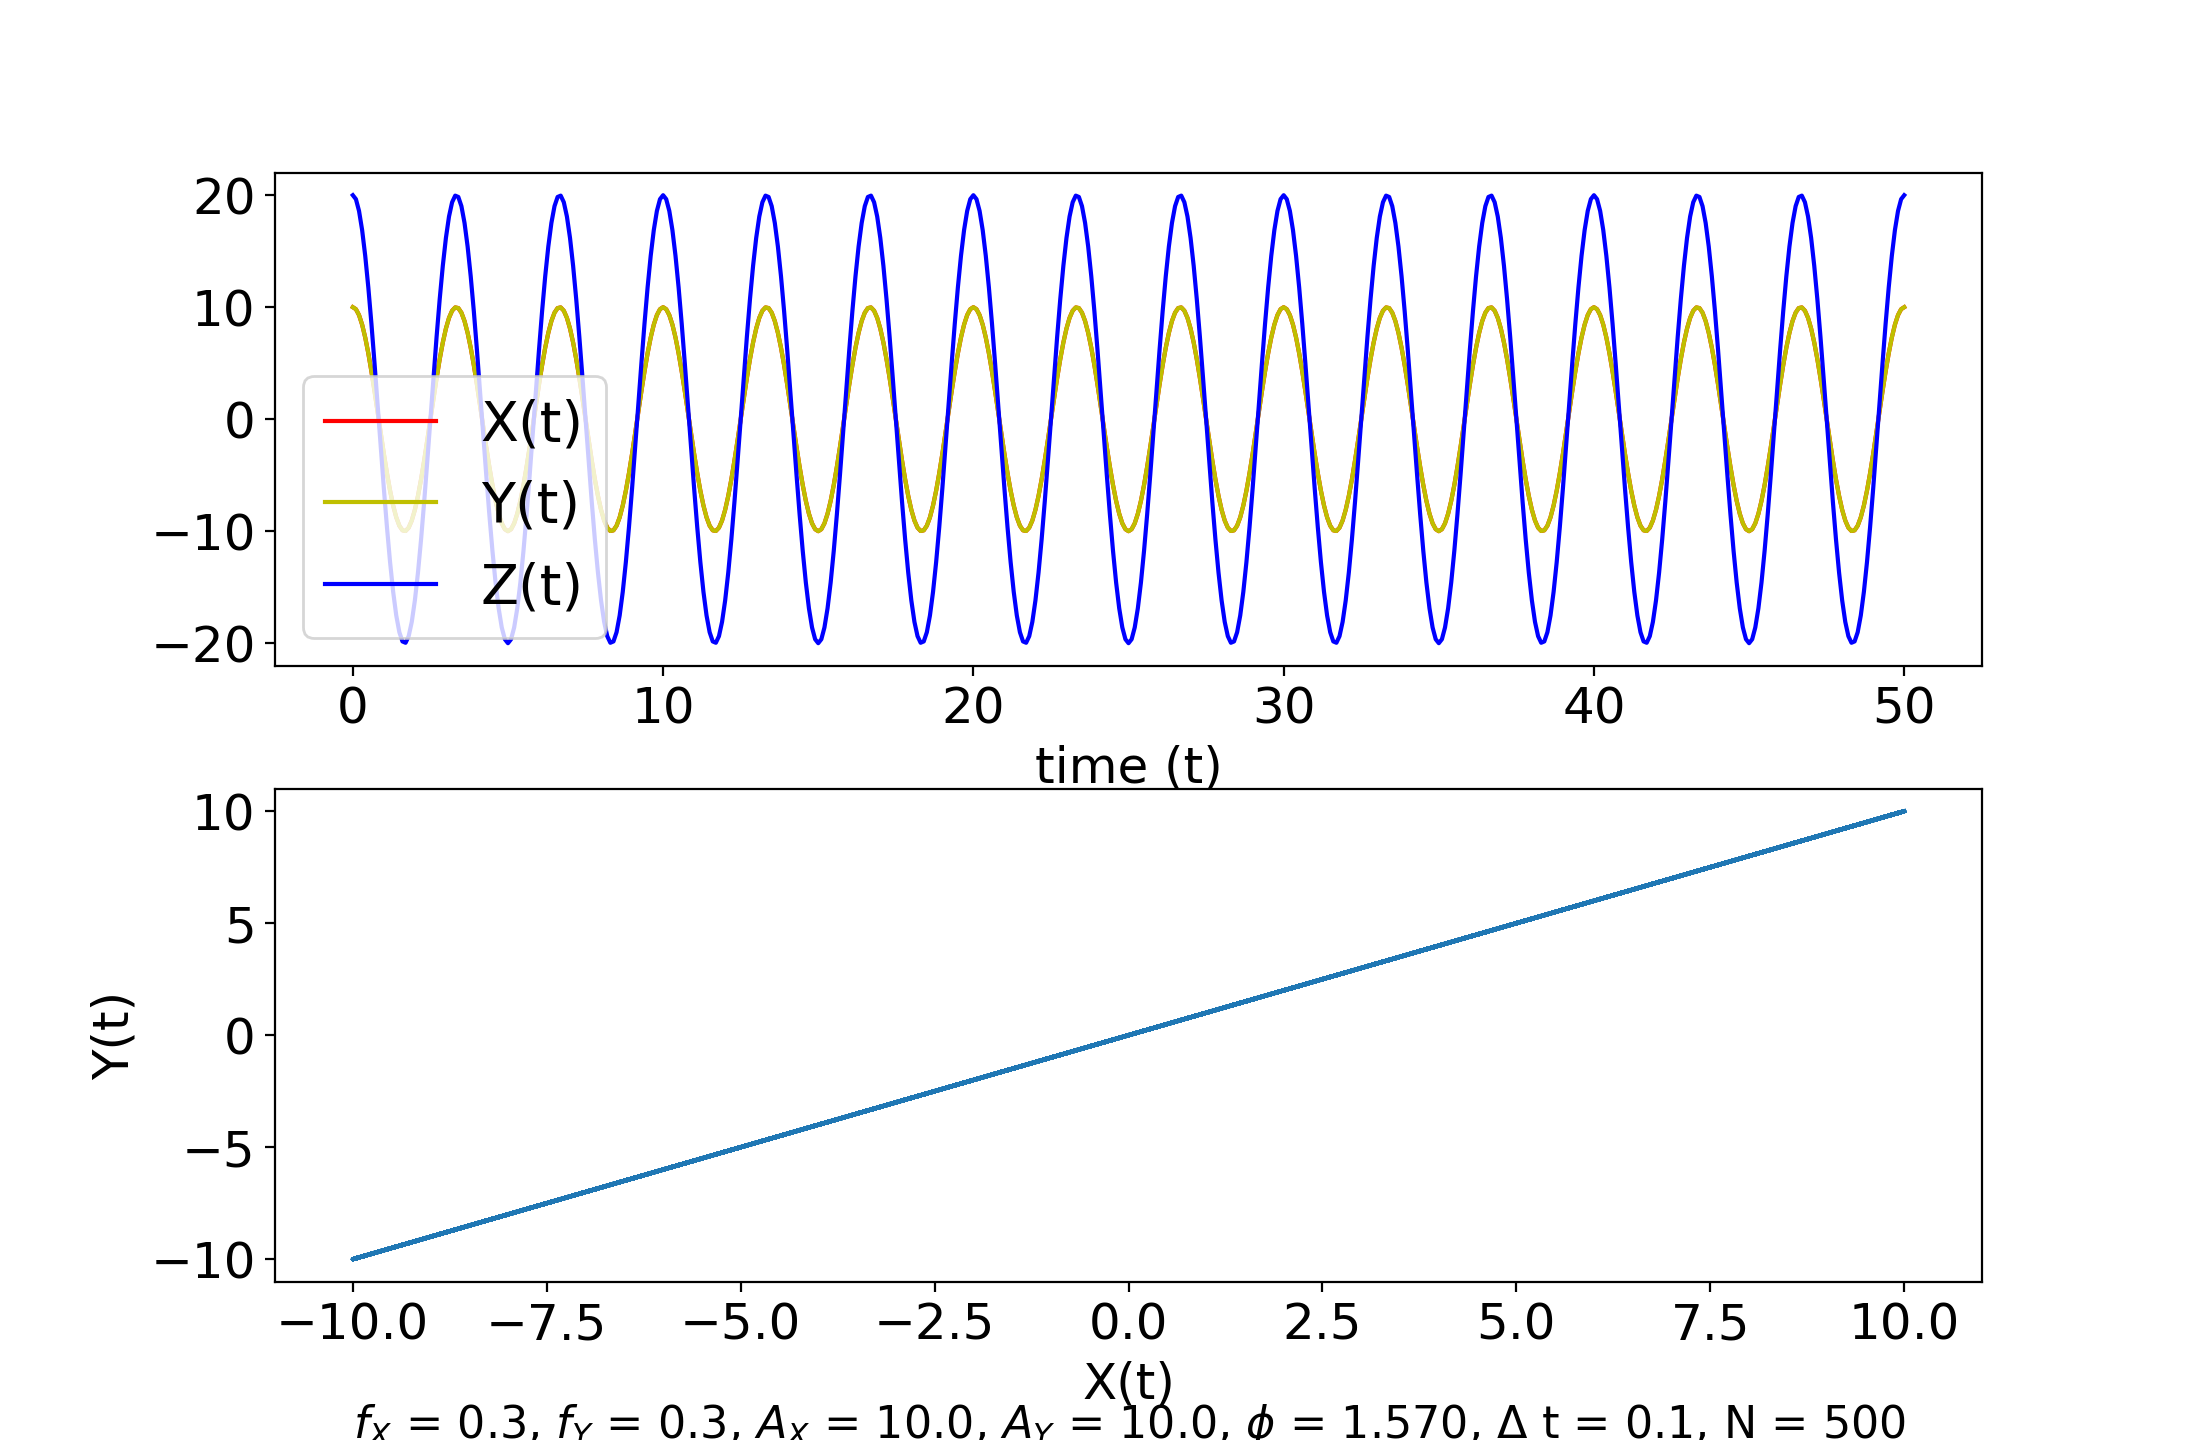 20
10
0
−10
−20
X(t)
Y(t)
Z(t)
0 10 20 30 40 50
time (t)
10
5
0
−5
−10
Y(t)
−10.0 −7.5 −5.0 −2.5 0.0 2.5 5.0 7.5 10.0
X(t)
f_X = 0.3, f_Y = 0.3, A_X = 10.0, A_Y = 10.0, ϕ = 1.570, Δ t = 0.1, N = 500